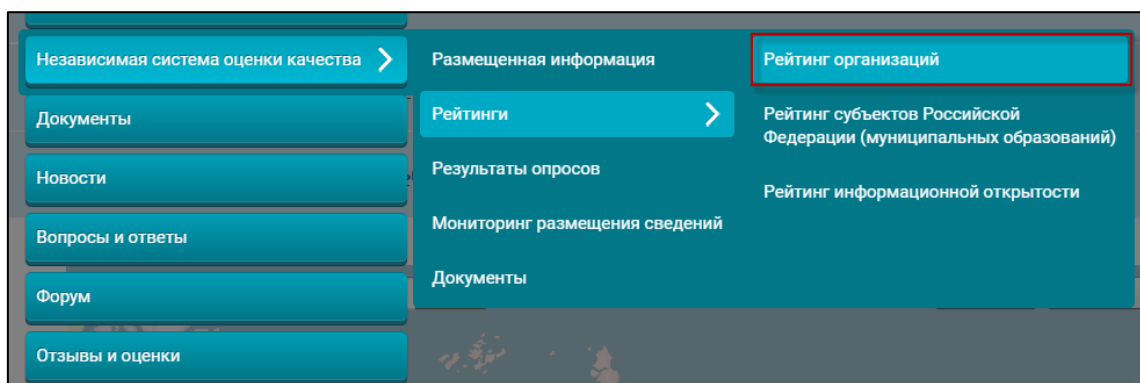 Независимая система оценки качества
Документы
Новости
Вопросы и ответы
Форум
Отзывы и оценки
Размещенная информация
Рейтинги
Результаты опросов
Мониторинг размещения сведений
Документы
Рейтинг организаций
Рейтинг субъектов Российской
Федерации (муниципальных образований)
Рейтинг информационной открытости